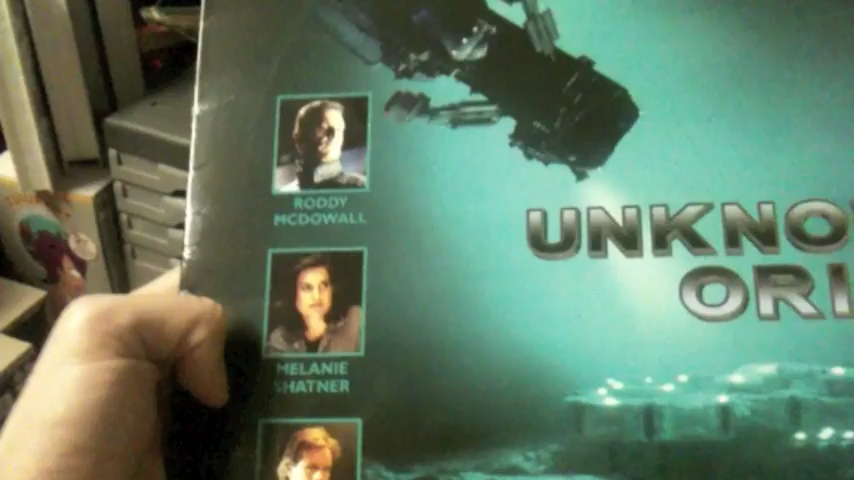 RODDY
MCDOWALL
UNKNO
ORI
MELANIE
SHATNER